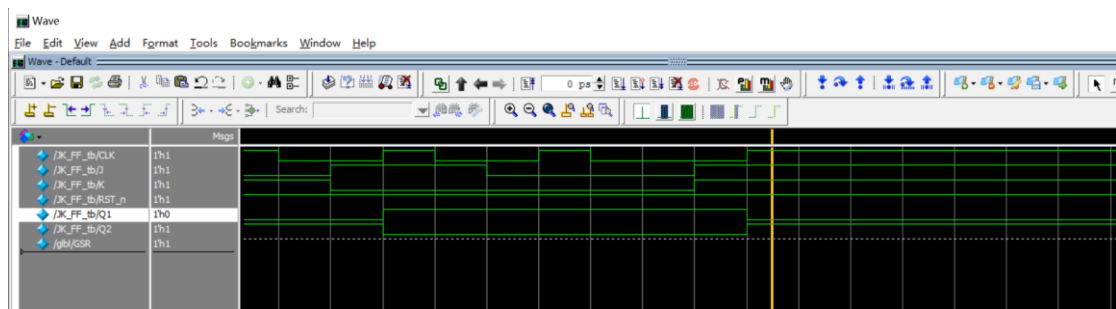 Wave
File Edit View Add Format Tools Bookmarks Window Help
Wave - Default
0 ps
Search:
Msgs
/JK_FF_tb/CLK 1'h1
/JK_FF_tb/J 1'h1
/JK_FF_tb/K 1'h1
/JK_FF_tb/RST_n 1'h1
/JK_FF_tb/Q1 1'h0
/JK_FF_tb/Q2 1'h1
/glbl/GSR 1'h1